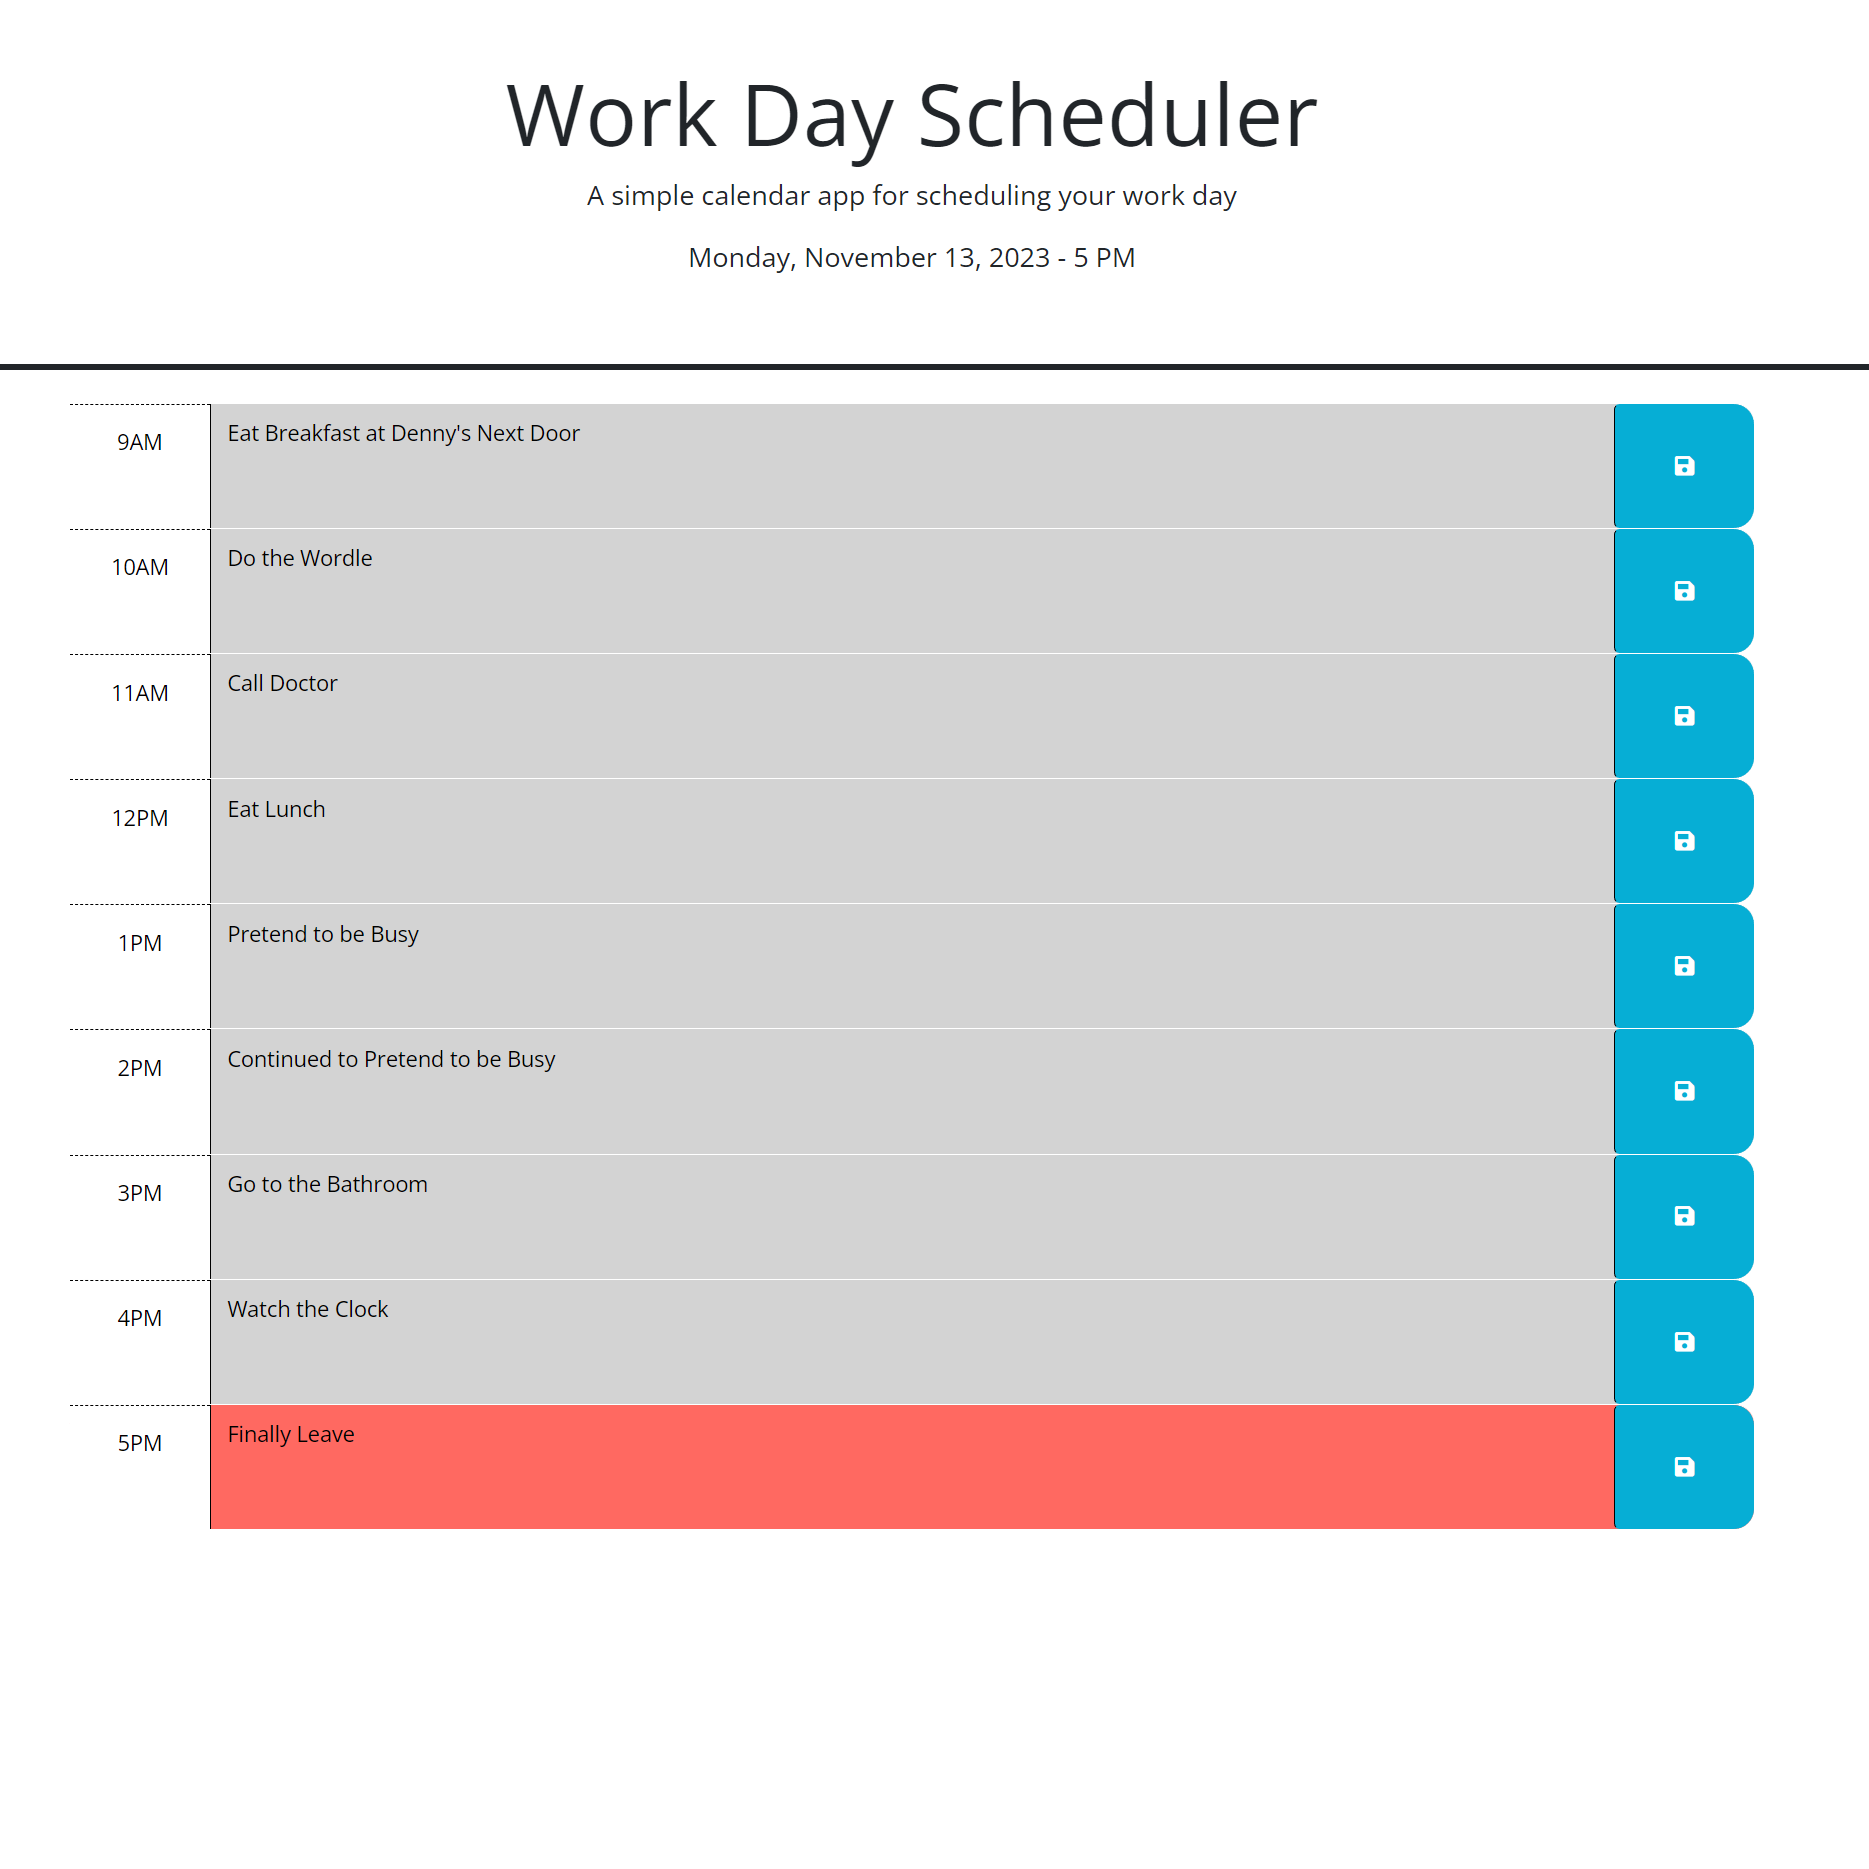 Work Day Scheduler
A simple calendar app for scheduling your work day
Monday, November 13, 2023 - 5 PM
9AM Eat Breakfast at Denny's Next Door
10AM Do the Wordle
11AM Call Doctor
12PM Eat Lunch
1PM Pretend to be Busy
2PM Continued to Pretend to be Busy
3PM Go to the Bathroom
4PM Watch the Clock
5PM Finally Leave